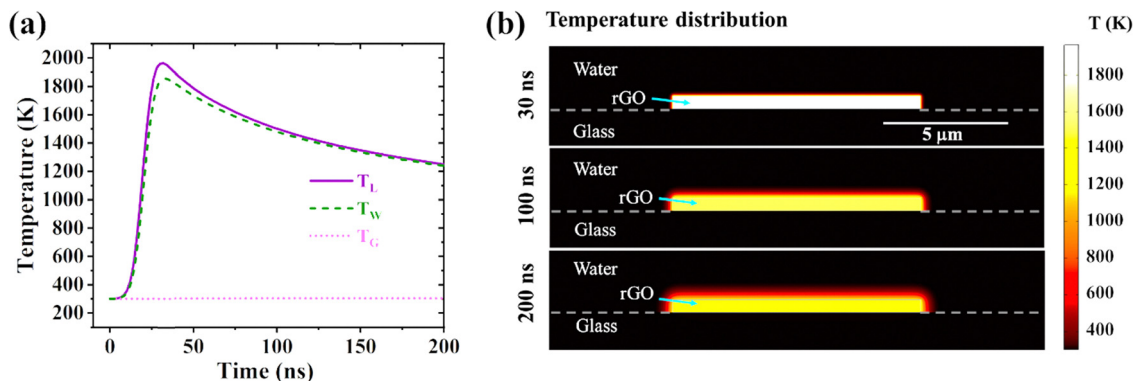 (a)
Temperature (K)
2000
1800
1600
1400
1200
1000
800
600
400
200
T_L
T_W
T_G
0
50
100
150
200
Time (ns)
(b)
Temperature distribution
30 ns
Water
rGO
Glass
5 μm
100 ns
Water
rGO
Glass
200 ns
Water
rGO
Glass
T (K)
1800
1600
1400
1200
1000
800
600
400